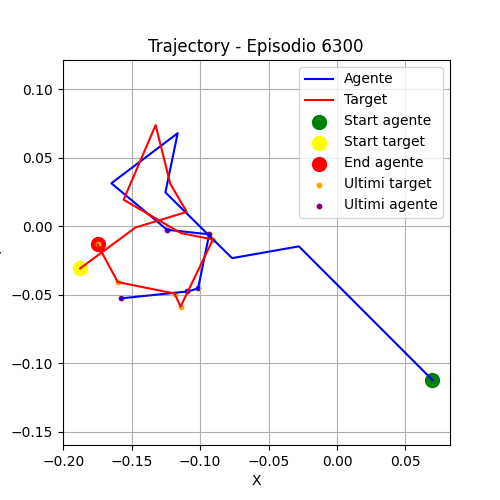 Trajectory - Episodio 6300
Agente
Target
Start agente
Start target
End agente
Ultimi target
Ultimi agente
0.10
0.05
0.00
−0.05
−0.10
−0.15
−0.20 −0.15 −0.10 −0.05 0.00 0.05
X